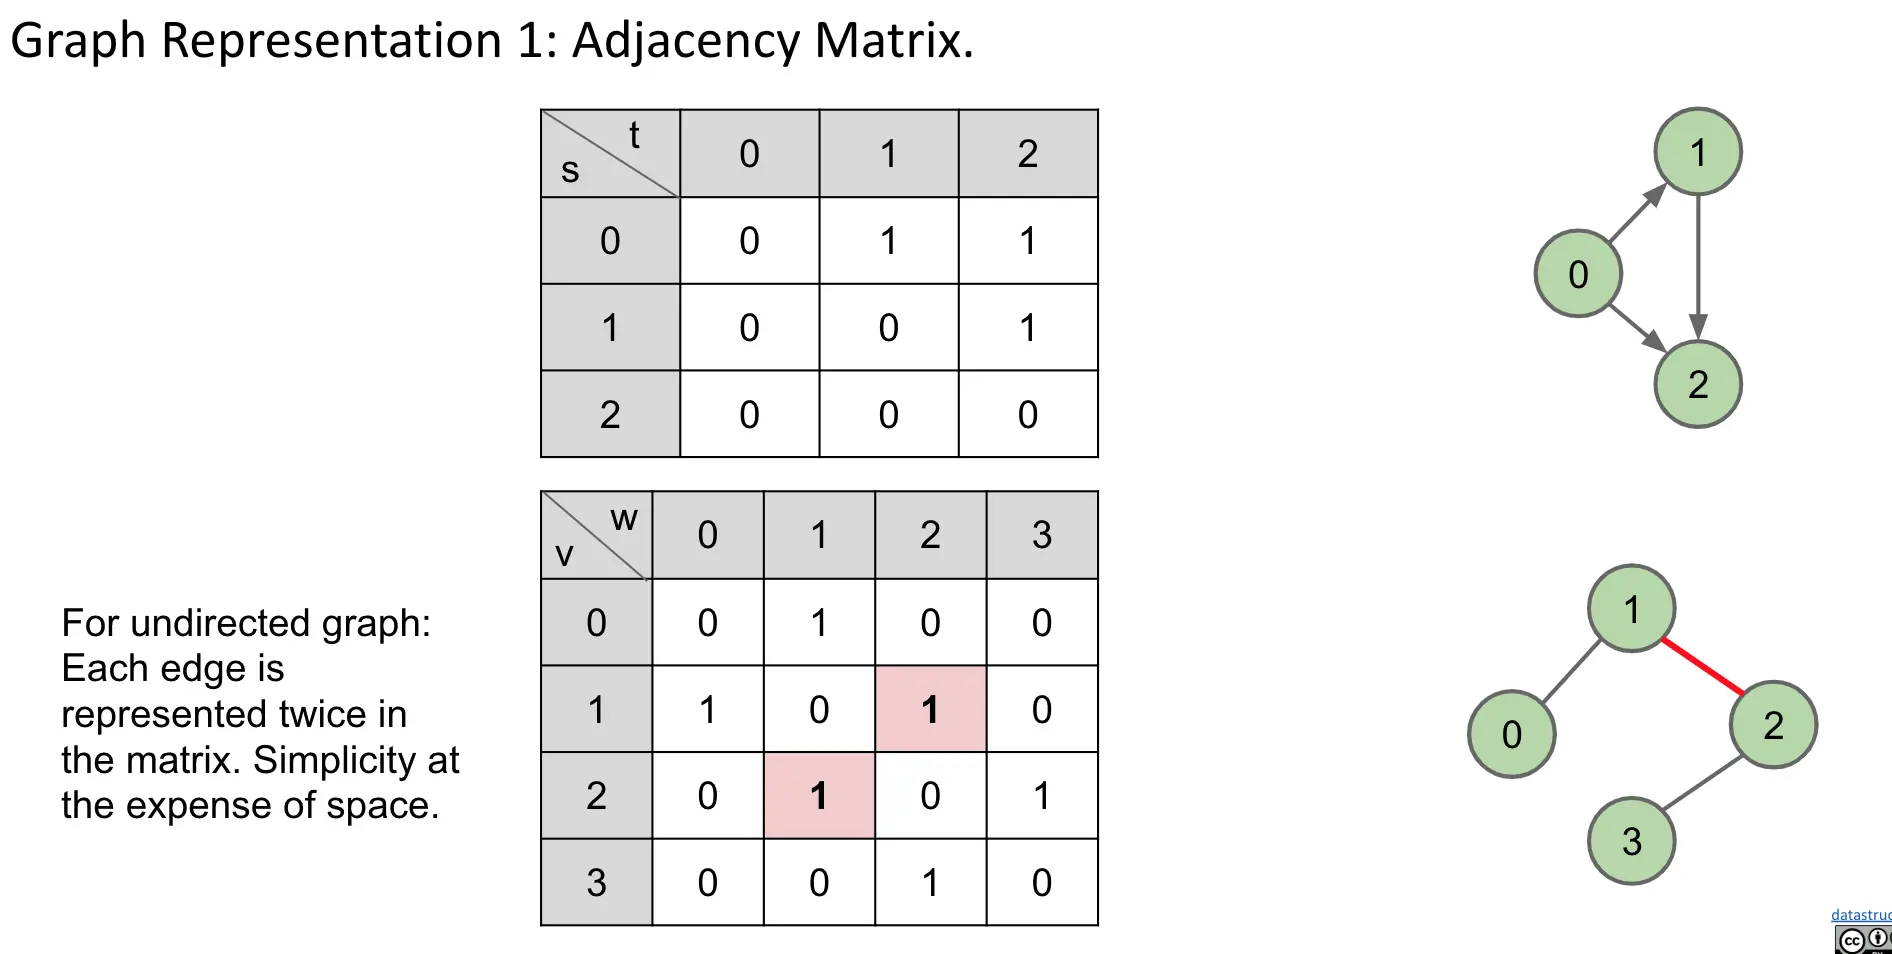 Graph Representation 1: Adjacency Matrix.
t
s
0 1 2
0 0 1 1
1 0 0 1
2 0 0 0
1
0
2
w
v
0 1 2 3
0 0 1 0 0
1 1 0 1 0
2 0 1 0 1
3 0 0 1 0
For undirected graph:
Each edge is
represented twice in
the matrix. Simplicity at
the expense of space.
1
0
2
3
datastruc
cc